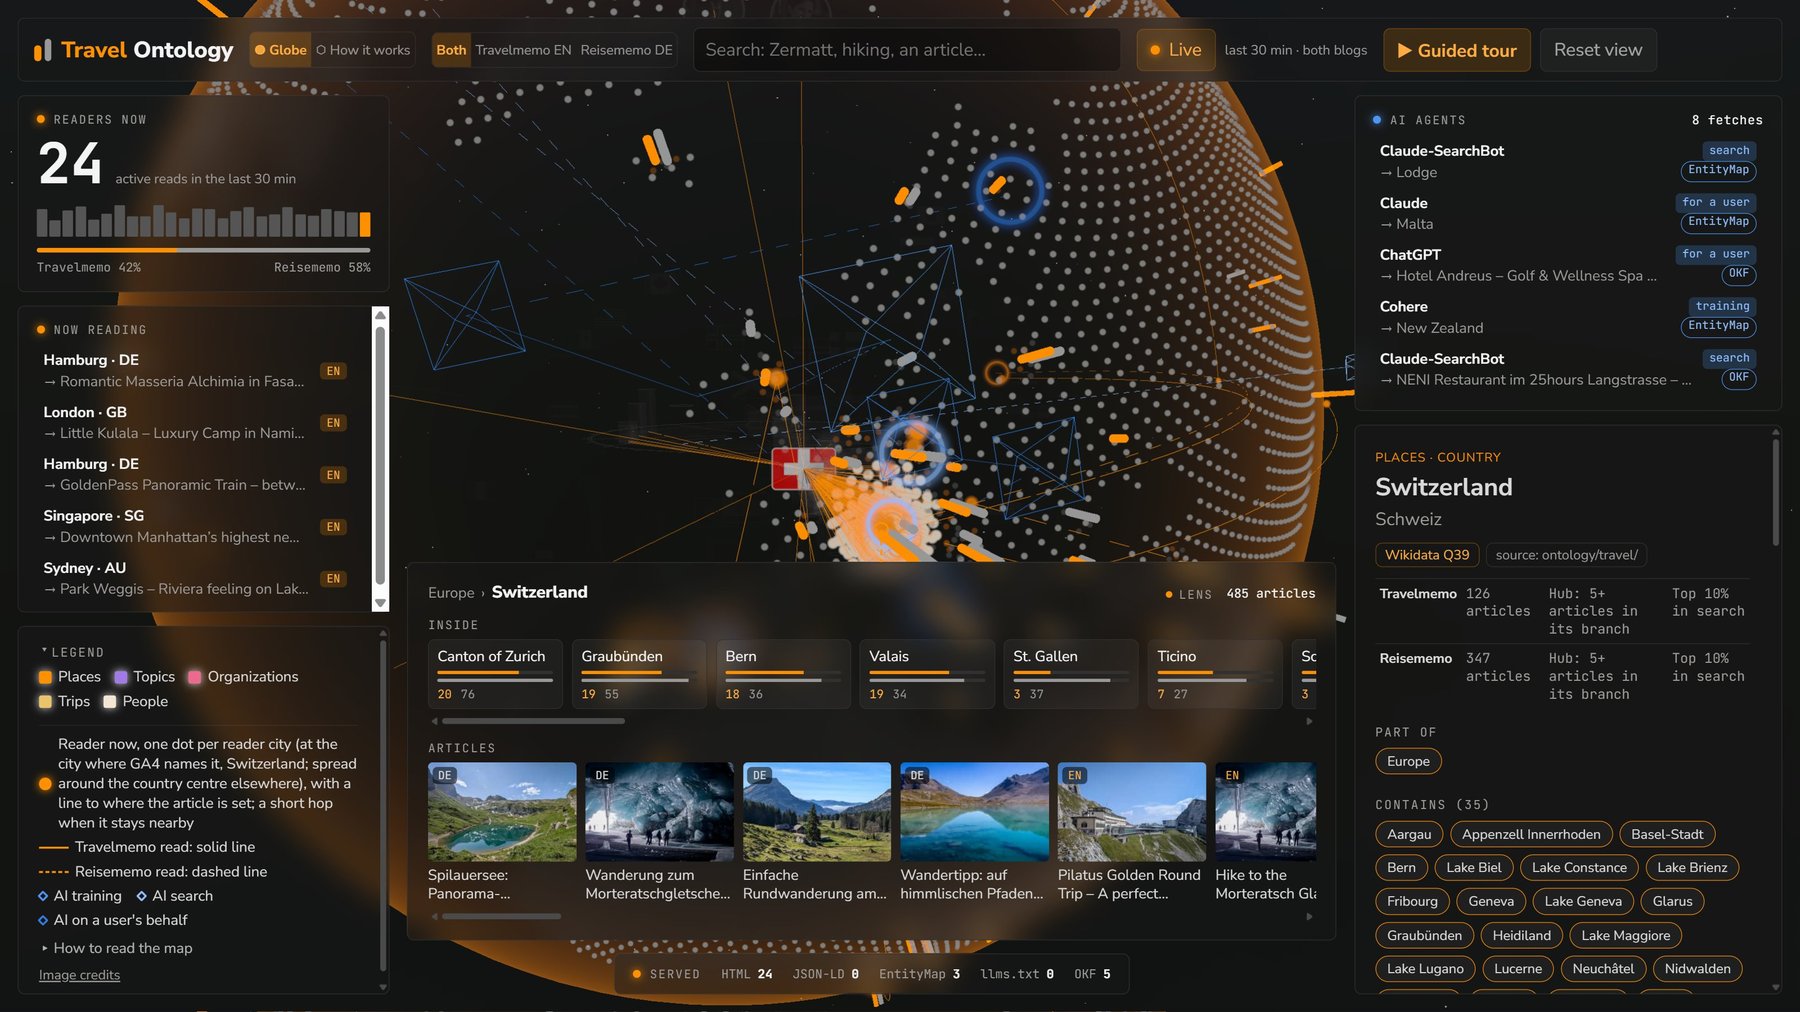 Travel Ontology
Globe
How it works
Both
Travelmemo EN
Reisememo DE
Search: Zermatt, hiking, an article...
Live
last 30 min · both blogs
▶ Guided tour
Reset view
READERS NOW
24 active reads in the last 30 min
Travelmemo 42%
Reisememo 58%
NOW READING
Hamburg · DE
→ Romantic Masseria Alchimia in Fasa...
EN
London · GB
→ Little Kulala – Luxury Camp in Nami...
EN
Hamburg · DE
→ GoldenPass Panoramic Train – betw...
EN
Singapore · SG
→ Downtown Manhattan's highest ne...
EN
Sydney · AU
→ Park Weggis – Riviera feeling on Lak...
EN
LEGEND
Places
Topics
Organizations
Trips
People
Reader now, one dot per reader city (at the
city where GA4 names it, Switzerland; spread
around the country centre elsewhere), with a
line to where the article is set; a short hop
when it stays nearby
Travelmemo read: solid line
Reisememo read: dashed line
AI training
AI search
AI on a user's behalf
How to read the map
Image credits
Europe › Switzerland
LENS
485 articles
INSIDE
Canton of Zurich
20 76
Graubünden
19 55
Bern
18 36
Valais
19 34
St. Gallen
3 37
Ticino
7 27
So
3
ARTICLES
DE
Spilauersee:
Panorama-...
DE
Wanderung zum
Morteratschgletsche...
DE
Einfache
Rundwanderung am...
DE
Wandertipp: auf
himmlischen Pfaden...
EN
Pilatus Golden Round
Trip – A perfect...
EN
Hike to the
Morteratsch Gla
SERVED
HTML 24
JSON-LD 0
EntityMap 3
llms.txt 0
OKF 5
AI AGENTS
8 fetches
Claude-SearchBot
search
→ Lodge
EntityMap
Claude
for a user
→ Malta
EntityMap
ChatGPT
for a user
→ Hotel Andreus – Golf & Wellness Spa ...
OKF
Cohere
training
→ New Zealand
EntityMap
Claude-SearchBot
search
→ NENI Restaurant im 25hours Langstrasse – ...
OKF
PLACES · COUNTRY
Switzerland
Schweiz
Wikidata Q39
source: ontology/travel/
Travelmemo
126
articles
Hub: 5+
articles in
its branch
Top 10%
in search
Reisememo
347
articles
Hub: 5+
articles in
its branch
Top 10%
in search
PART OF
Europe
CONTAINS (35)
Aargau
Appenzell Innerrhoden
Basel-Stadt
Bern
Lake Biel
Lake Constance
Lake Brienz
Fribourg
Geneva
Lake Geneva
Glarus
Graubünden
Heidiland
Lake Maggiore
Lake Lugano
Lucerne
Neuchâtel
Nidwalden